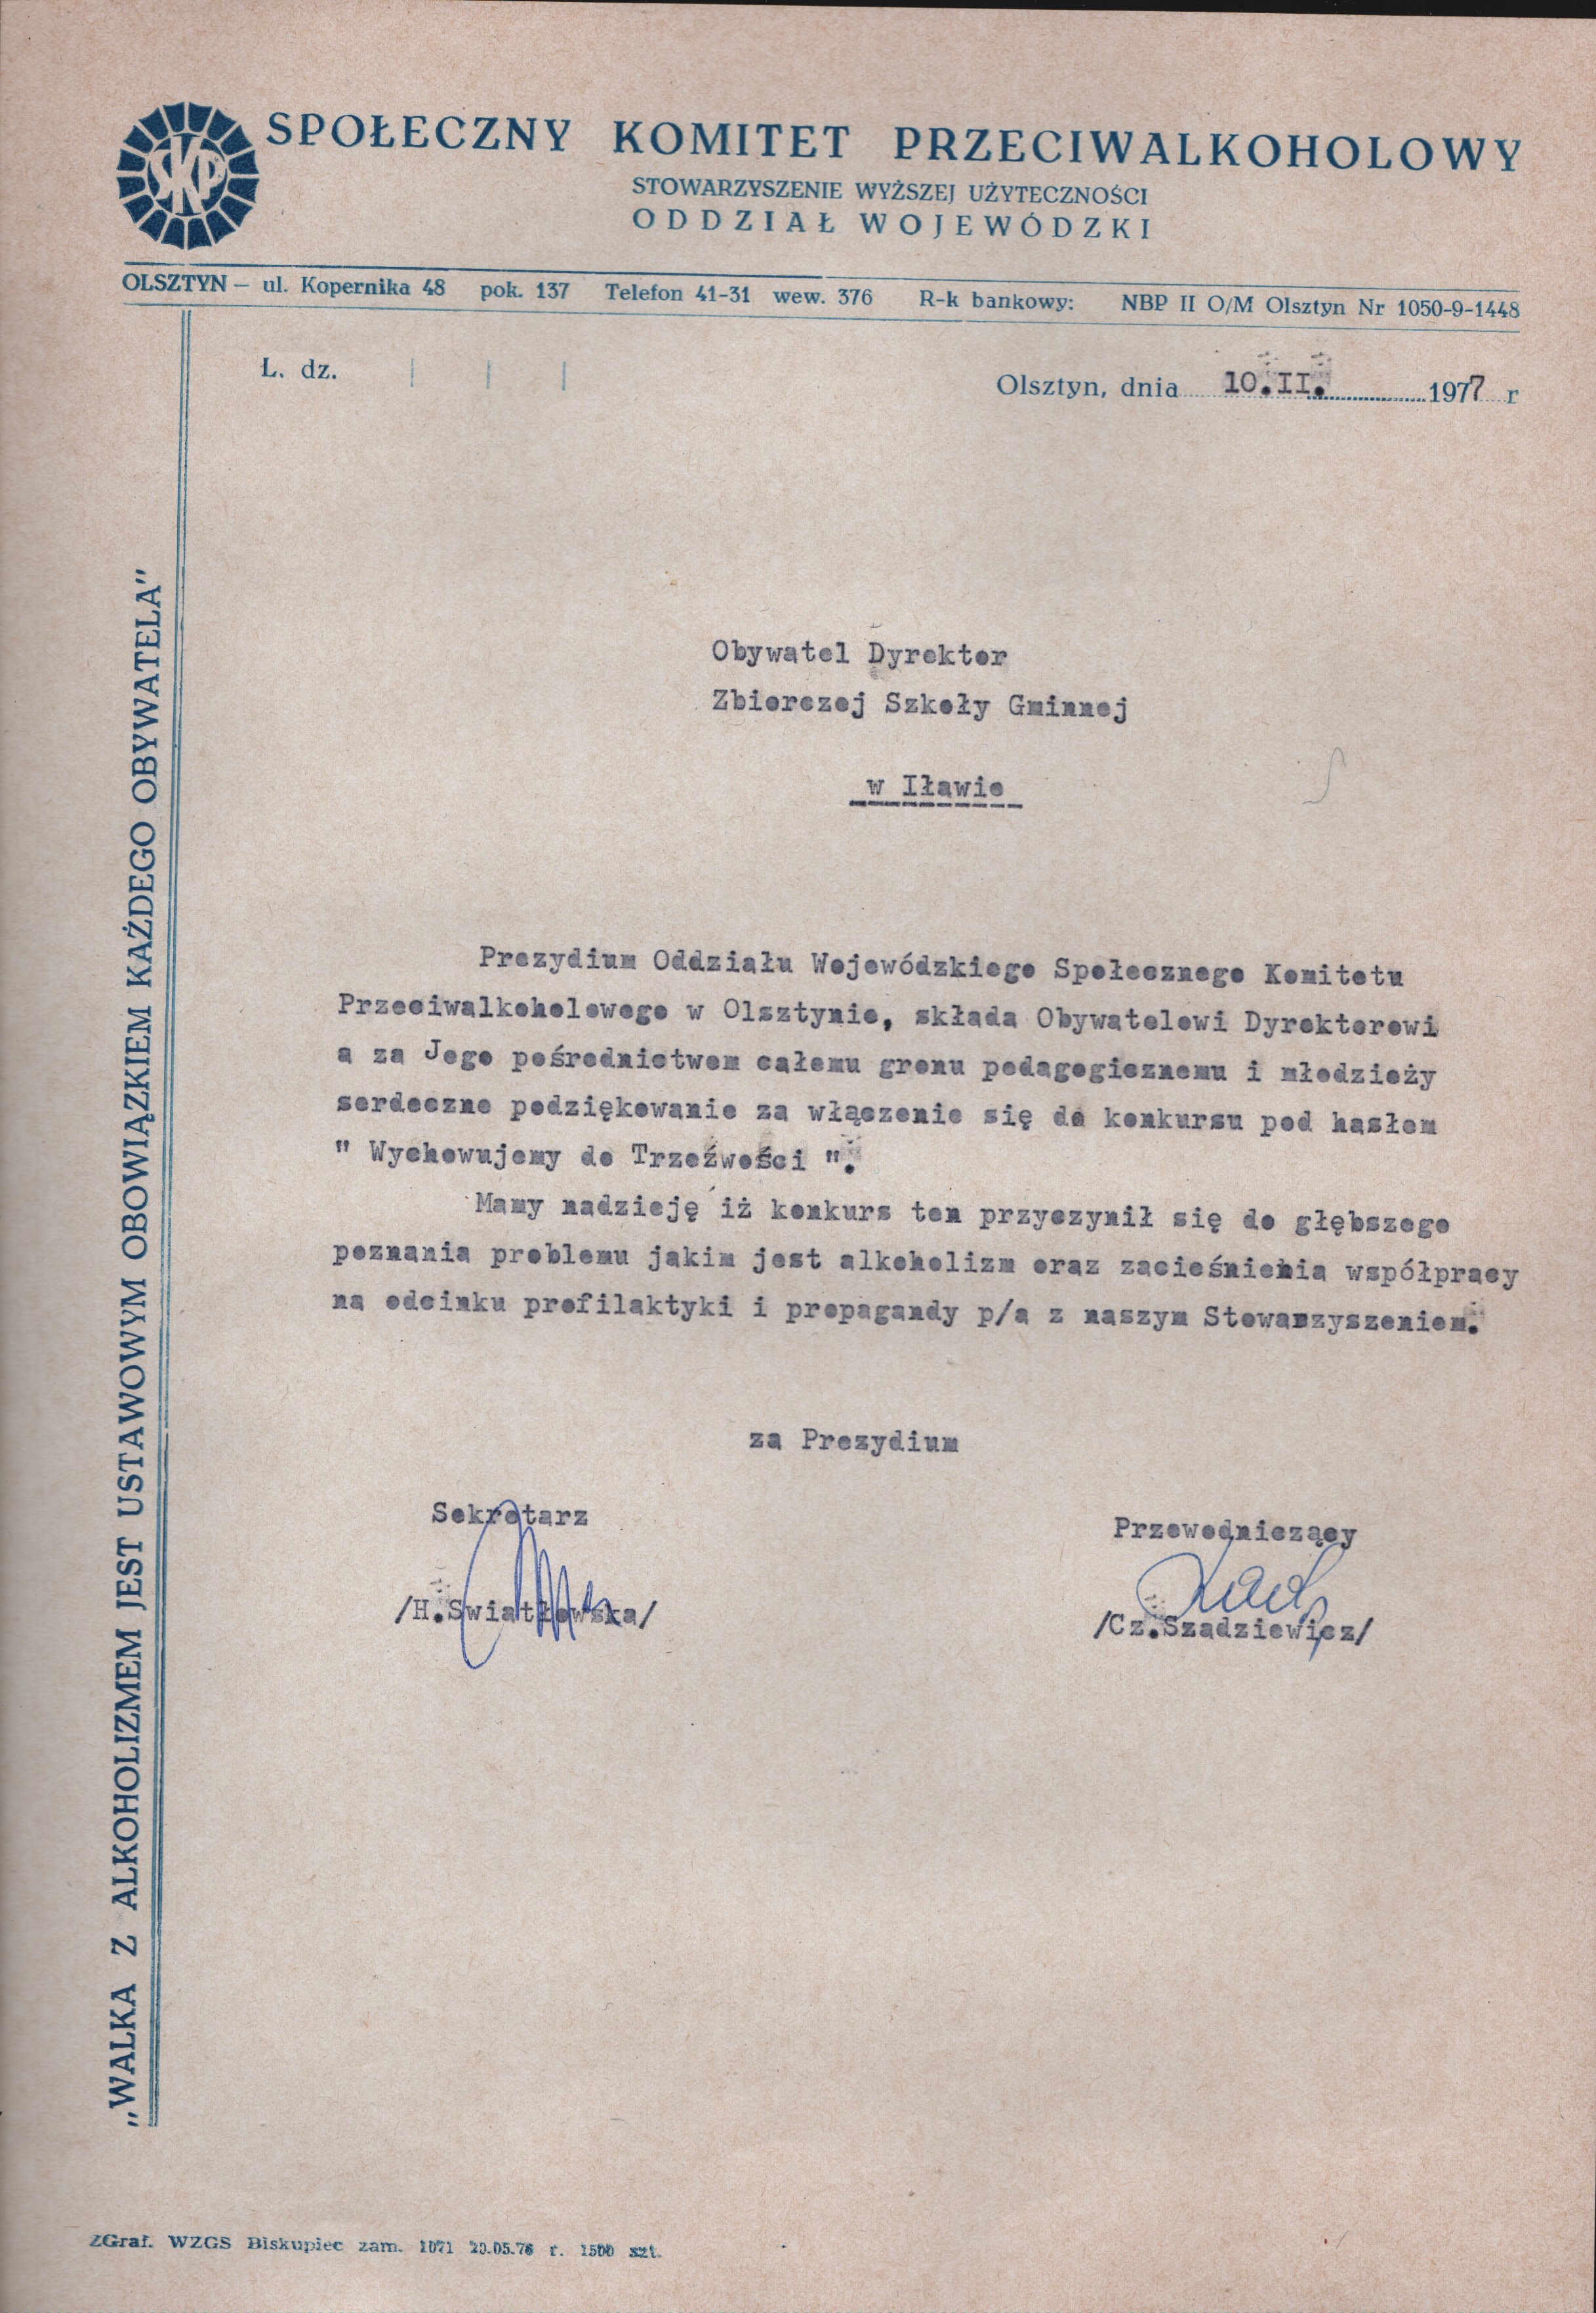 SKP
SPOŁECZNY KOMITET PRZECIWALKOHOLOWY
STOWARZYSZENIE WYŻSZEJ UŻYTECZNOŚCI
ODDZIAŁ WOJEWÓDZKI
OLSZTYN — ul. Kopernika 48 pok. 137 Telefon 41-31 wew. 376 R-k bankowy: NBP II O/M Olsztyn Nr 1050-9-1448
Ł. dz.
Olsztyn, dnia 10.II. 1977 r
Obywatel Dyrektor
Zbiorczej Szkoły Gminnej
w Iławie
Prezydium Oddziału Wojewódzkiego Społecznego Komitetu
Przeciwalkoholowego w Olsztynie, składa Obywatelowi Dyrektorowi
a za Jego pośrednictwem całemu gronu pedagogicznemu i młodzieży
serdeczne podziękowanie za włączenie się do konkursu pod hasłem
" Wychowujemy do Trzeźwości ".
Mamy nadzieję iż konkurs ten przyczynił się do głębszego
poznania problemu jakim jest alkoholizm oraz zacieśnienia współpracy
na odcinku profilaktyki i propagandy p/a z naszym Stowarzyszeniem.
za Prezydium
Sekretarz
/H.Swiatłowska/
Przewodniczący
/Cz.Szadziewicz/
„WALKA Z ALKOHOLIZMEM JEST USTAWOWYM OBOWIĄZKIEM KAŻDEGO OBYWATELA"
ZGraf. WZGS Biskupiec zam. 1071 20.05.76 r. 1500 szt.